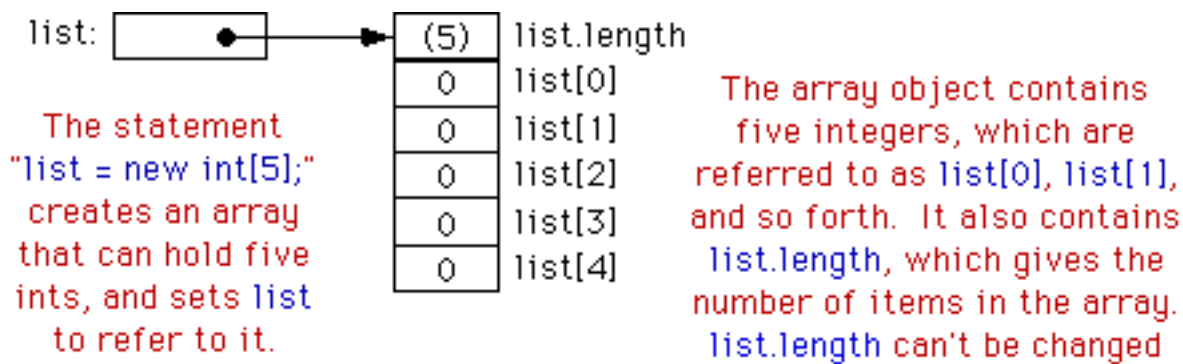 list:
(5) list.length
0 list[0]
0 list[1]
0 list[2]
0 list[3]
0 list[4]
The statement
"list = new int[5];"
creates an array
that can hold five
ints, and sets list
to refer to it.
The array object contains
five integers, which are
referred to as list[0], list[1],
and so forth.  It also contains
list.length, which gives the
number of items in the array.
list.length can't be changed